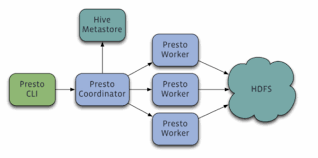 Hive
Metastore
Presto
Worker
Presto
CLI
Presto
Coordinator
Presto
Worker
HDFS
Presto
Worker